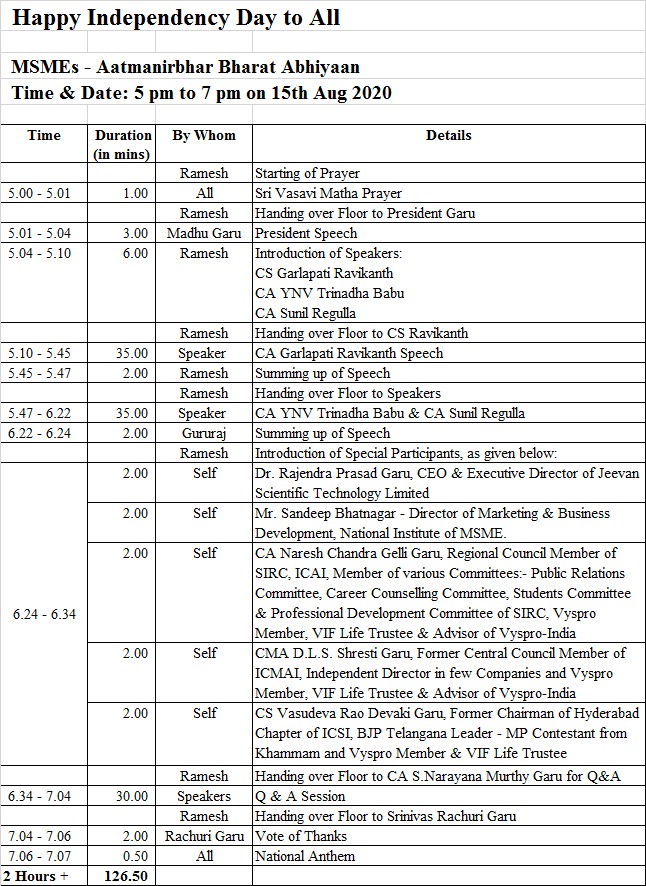 Happy Independency Day to All
MSMEs - Aatmanirbhar Bharat Abhiyaan
Time & Date: 5 pm to 7 pm on 15th Aug 2020
Time Duration (in mins) By Whom Details
Ramesh Starting of Prayer
5.00 - 5.01 1.00 All Sri Vasavi Matha Prayer
Ramesh Handing over Floor to President Garu
5.01 - 5.04 3.00 Madhu Garu President Speech
5.04 - 5.10 6.00 Ramesh Introduction of Speakers:
CS Garlapati Ravikanth
CA YNV Trinadha Babu
CA Sunil Regulla
Ramesh Handing over Floor to CS Ravikanth
5.10 - 5.45 35.00 Speaker CA Garlapati Ravikanth Speech
5.45 - 5.47 2.00 Ramesh Summing up of Speech
Ramesh Handing over Floor to Speakers
5.47 - 6.22 35.00 Speaker CA YNV Trinadha Babu & CA Sunil Regulla
6.22 - 6.24 2.00 Gururaj Summing up of Speech
Ramesh Introduction of Special Participants, as given below:
6.24 - 6.34
2.00 Self Dr. Rajendra Prasad Garu, CEO & Executive Director of Jeevan
Scientific Technology Limited
2.00 Self Mr. Sandeep Bhatnagar - Director of Marketing & Business
Development, National Institute of MSME.
2.00 Self CA Naresh Chandra Gelli Garu, Regional Council Member of
SIRC, ICAI, Member of various Committees:- Public Relations
Committee, Career Counselling Committee, Students Committee
& Professional Development Committee of SIRC, Vyspro
Member, VIF Life Trustee & Advisor of Vyspro-India
2.00 Self CMA D.L.S. Shresti Garu, Former Central Council Member of
ICMAI, Independent Director in few Companies and Vyspro
Member, VIF Life Trustee & Advisor of Vyspro-India
2.00 Self CS Vasudeva Rao Devaki Garu, Former Chairman of Hyderabad
Chapter of ICSI, BJP Telangana Leader - MP Contestant from
Khammam and Vyspro Member & VIF Life Trustee
Ramesh Handing over Floor to CA S.Narayana Murthy Garu for Q&A
6.34 - 7.04 30.00 Speakers Q & A Session
Ramesh Handing over Floor to Srinivas Rachuri Garu
7.04 - 7.06 2.00 Rachuri Garu Vote of Thanks
7.06 - 7.07 0.50 All National Anthem
2 Hours + 126.50